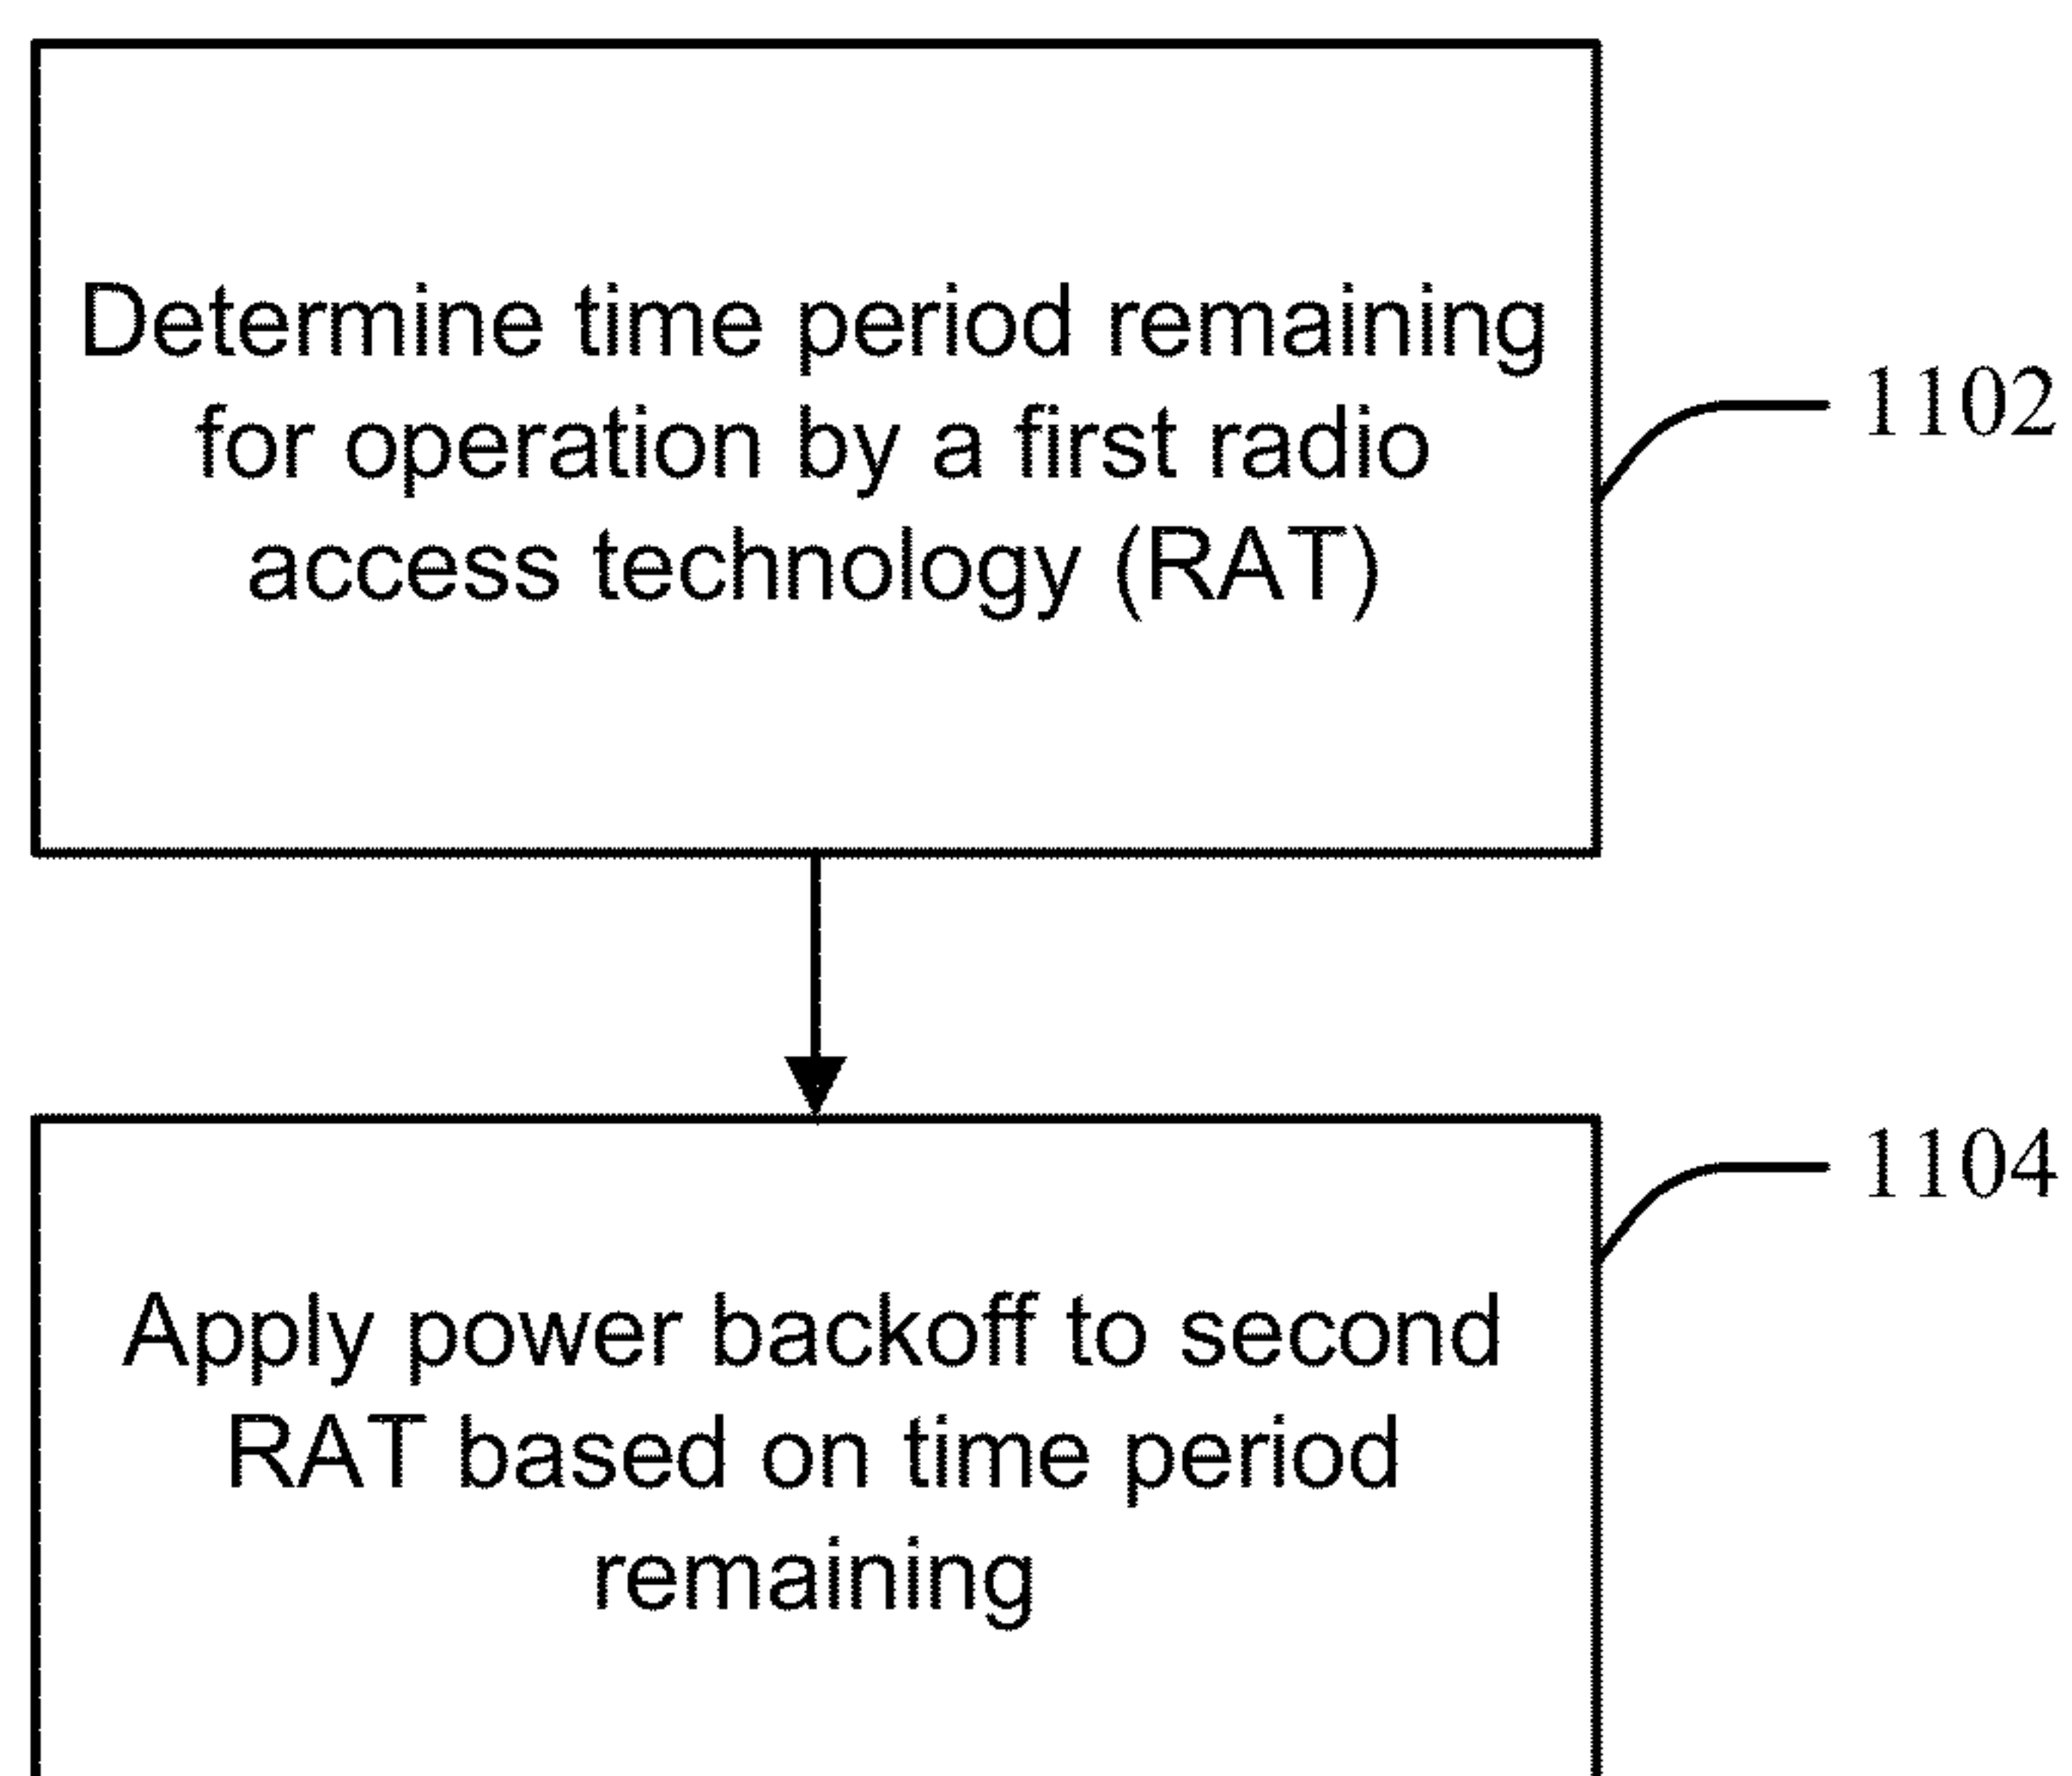 Determine time period remaining
for operation by a first radio
access technology (RAT)
1102
1104
Apply power backoff to second
RAT based on time period
remaining